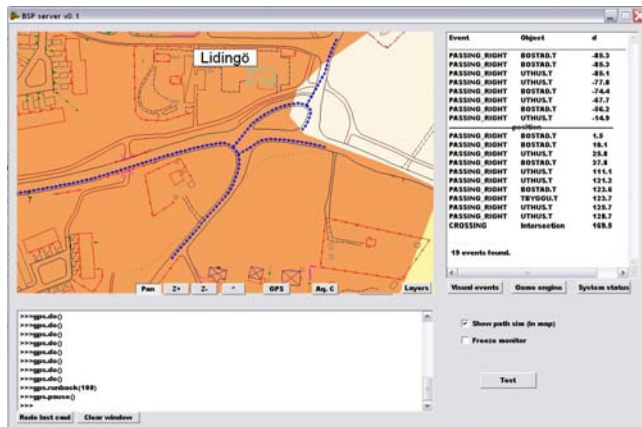 BSP server v0.1
Lidingö
Event Object d
PASSING_RIGHT BOSTAD.T -85.3
PASSING_RIGHT BOSTAD.T -85.3
PASSING_RIGHT UTHUS.T -85.1
PASSING_RIGHT UTHUS.T -77.8
PASSING_RIGHT BOSTAD.T -74.4
PASSING_RIGHT UTHUS.T -67.7
PASSING_RIGHT BOSTAD.T -56.2
PASSING_RIGHT UTHUS.T -14.9
position
PASSING_RIGHT BOSTAD.T 1.5
PASSING_RIGHT BOSTAD.T 10.1
PASSING_RIGHT UTHUS.T 25.8
PASSING_RIGHT BOSTAD.T 37.8
PASSING_RIGHT UTHUS.T 111.1
PASSING_RIGHT UTHUS.T 121.2
PASSING_RIGHT BOSTAD.T 123.6
PASSING_RIGHT TBYGGU.T 123.7
PASSING_RIGHT UTHUS.T 125.7
PASSING_RIGHT UTHUS.T 128.7
CROSSING Intersection 169.5
19 events found.
Pan Z+ Z- ^ GPS Aq. C Layers
Visual events Game engine System status
>>>gps.do()
>>>gps.do()
>>>gps.do()
>>>gps.do()
>>>gps.do()
>>>gps.do()
>>>gps.do()
>>>gps.do()
>>>gps.runback(100)
>>>gps.pause()
>>>
Show path sim (in map)
Freeze monitor
Test
Redo last cmd Clear window